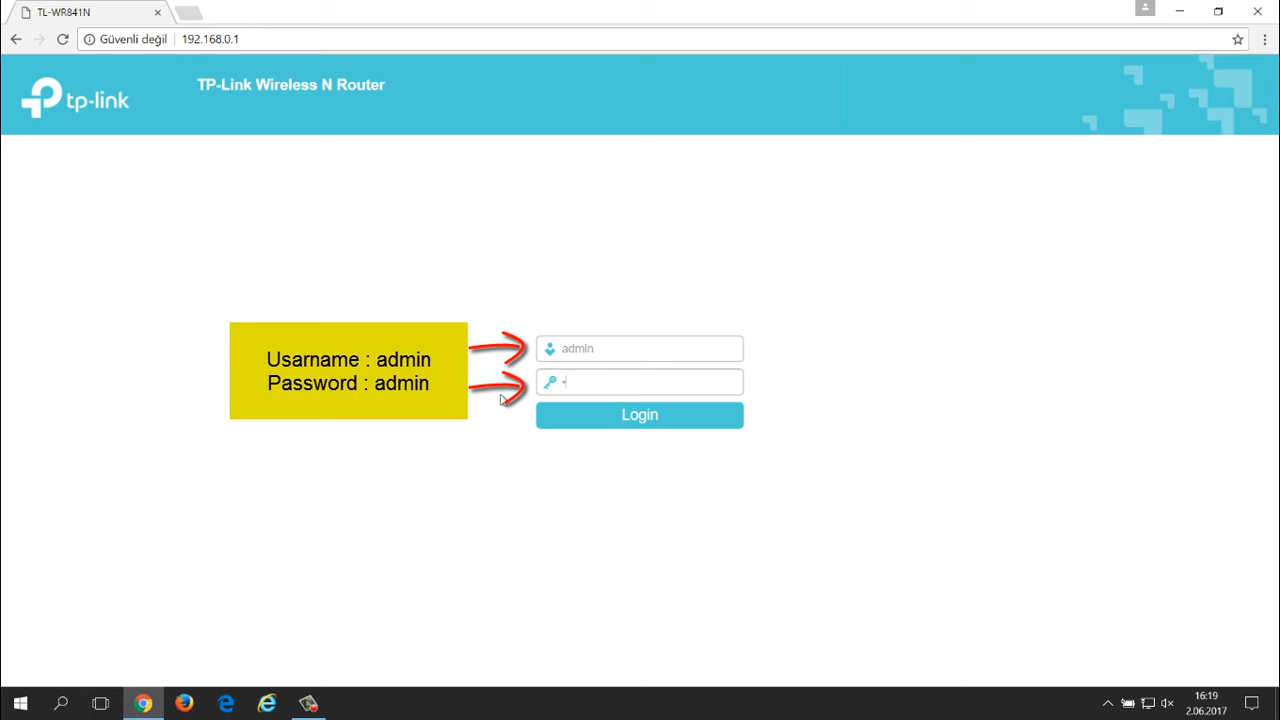 TL-WR841N
Güvenli değil
192.168.0.1
tp-link
TP-Link Wireless N Router
Usarname : admin
Password : admin
admin
Login
16:19
2.06.2017